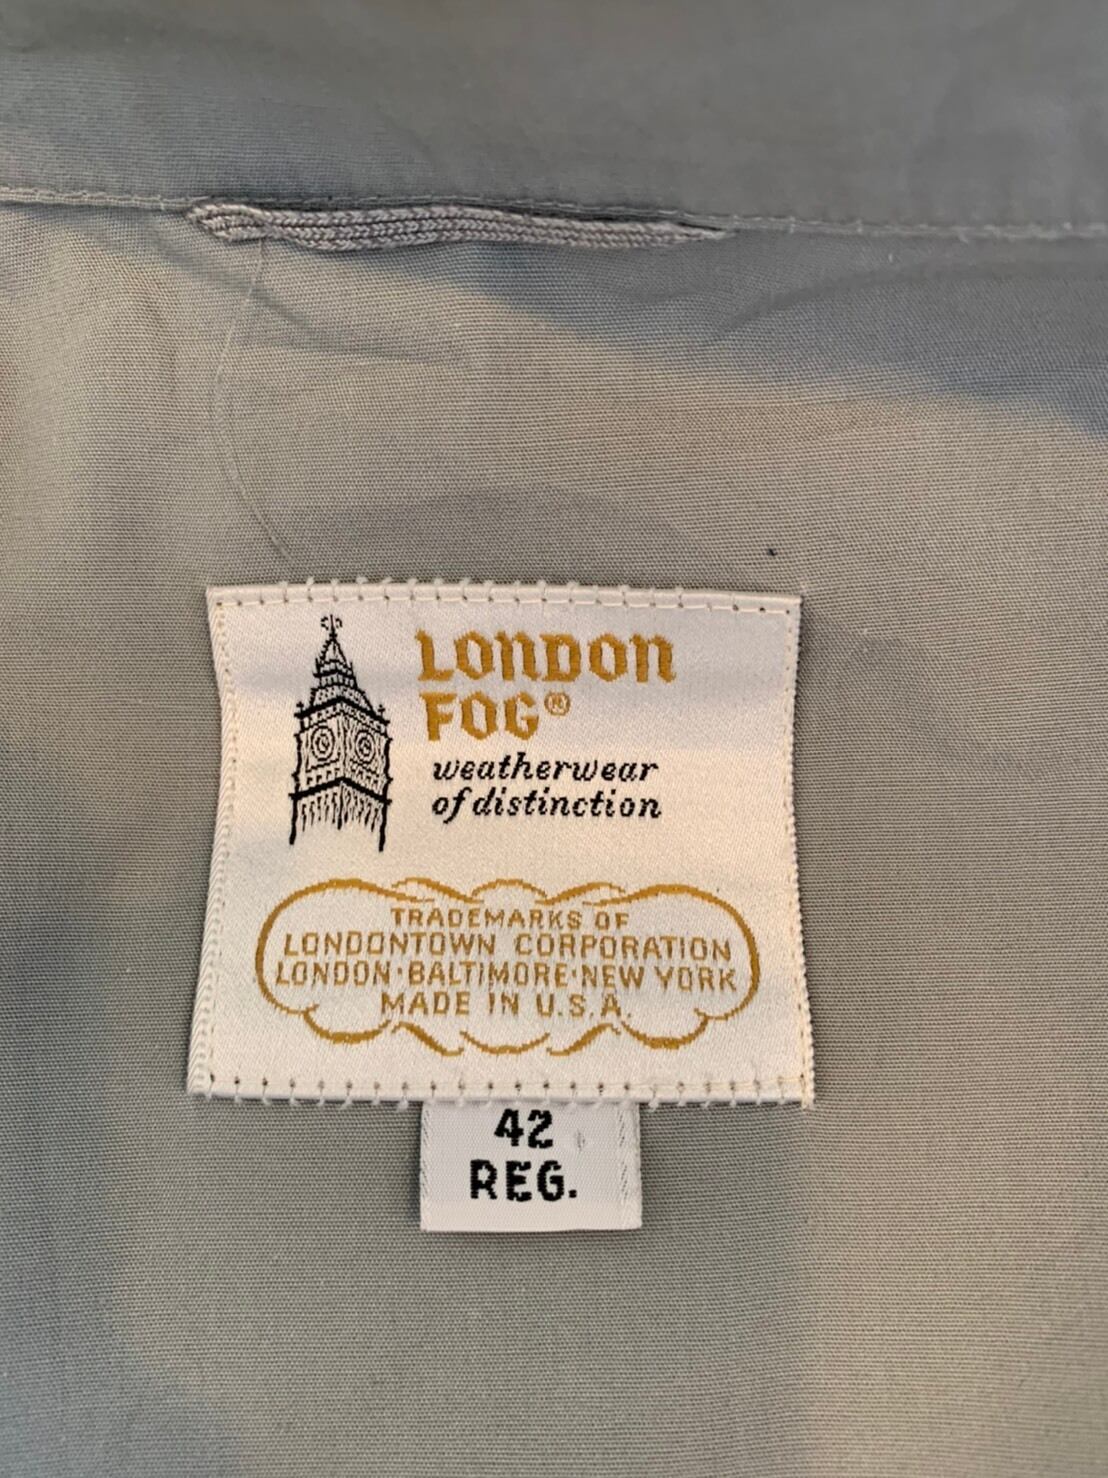 LONDON
FOG®
weatherwear
of distinction
TRADEMARKS OF
LONDONTOWN CORPORATION
LONDON·BALTIMORE·NEW YORK
MADE IN U.S.A.
42
REG.